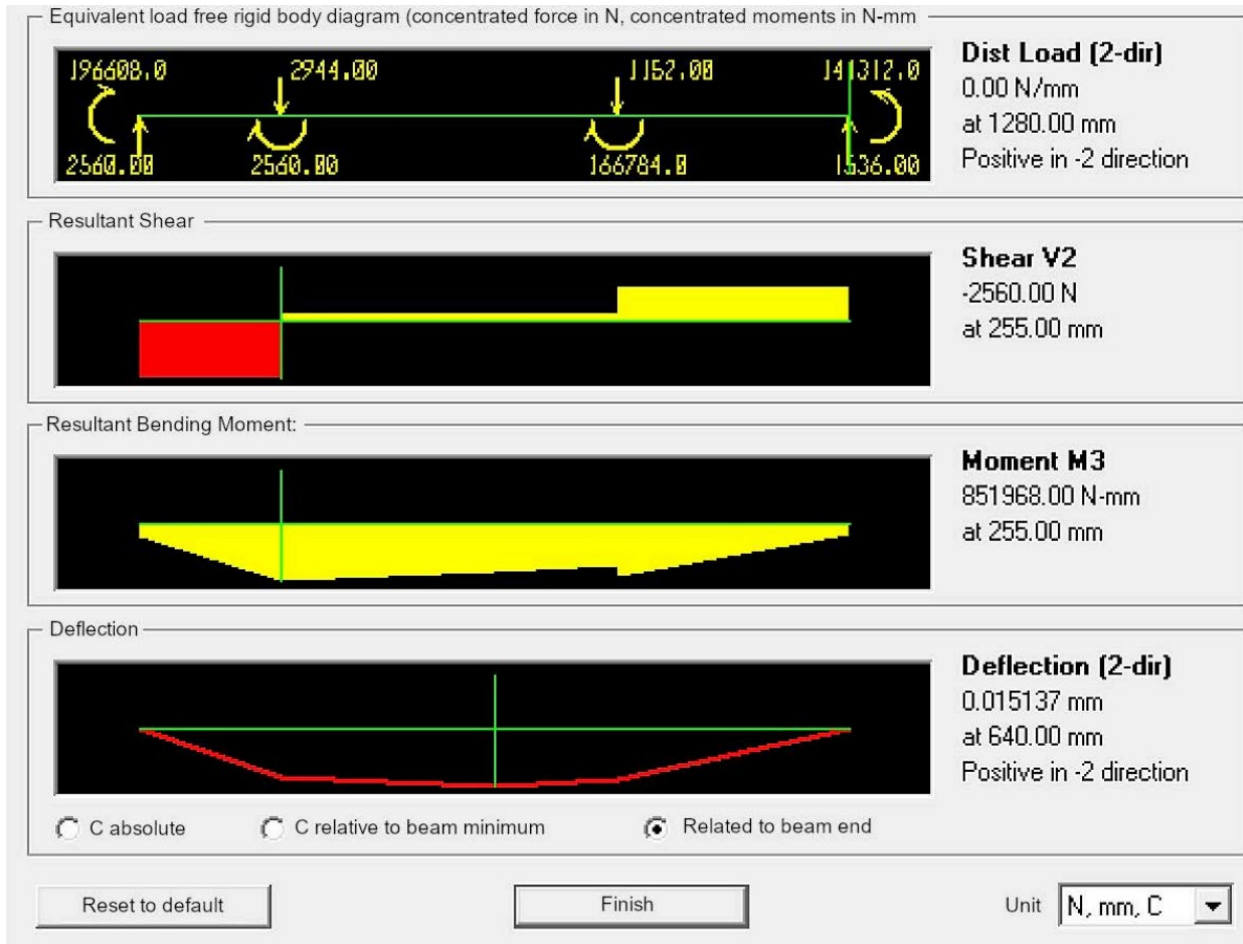 Equivalent load free rigid body diagram (concentrated force in N, concentrated moments in N-mm
196608.0 2944.00 1152.00 141312.0
2560.00 2560.00 166784.0 1536.00
Dist Load (2-dir)
0.00 N/mm
at 1280.00 mm
Positive in -2 direction
Resultant Shear
Shear V2
-2560.00 N
at 255.00 mm
Resultant Bending Moment:
Moment M3
851968.00 N-mm
at 255.00 mm
Deflection
Deflection (2-dir)
0.015137 mm
at 640.00 mm
Positive in -2 direction
C absolute C relative to beam minimum Related to beam end
Reset to default Finish Unit N, mm, C